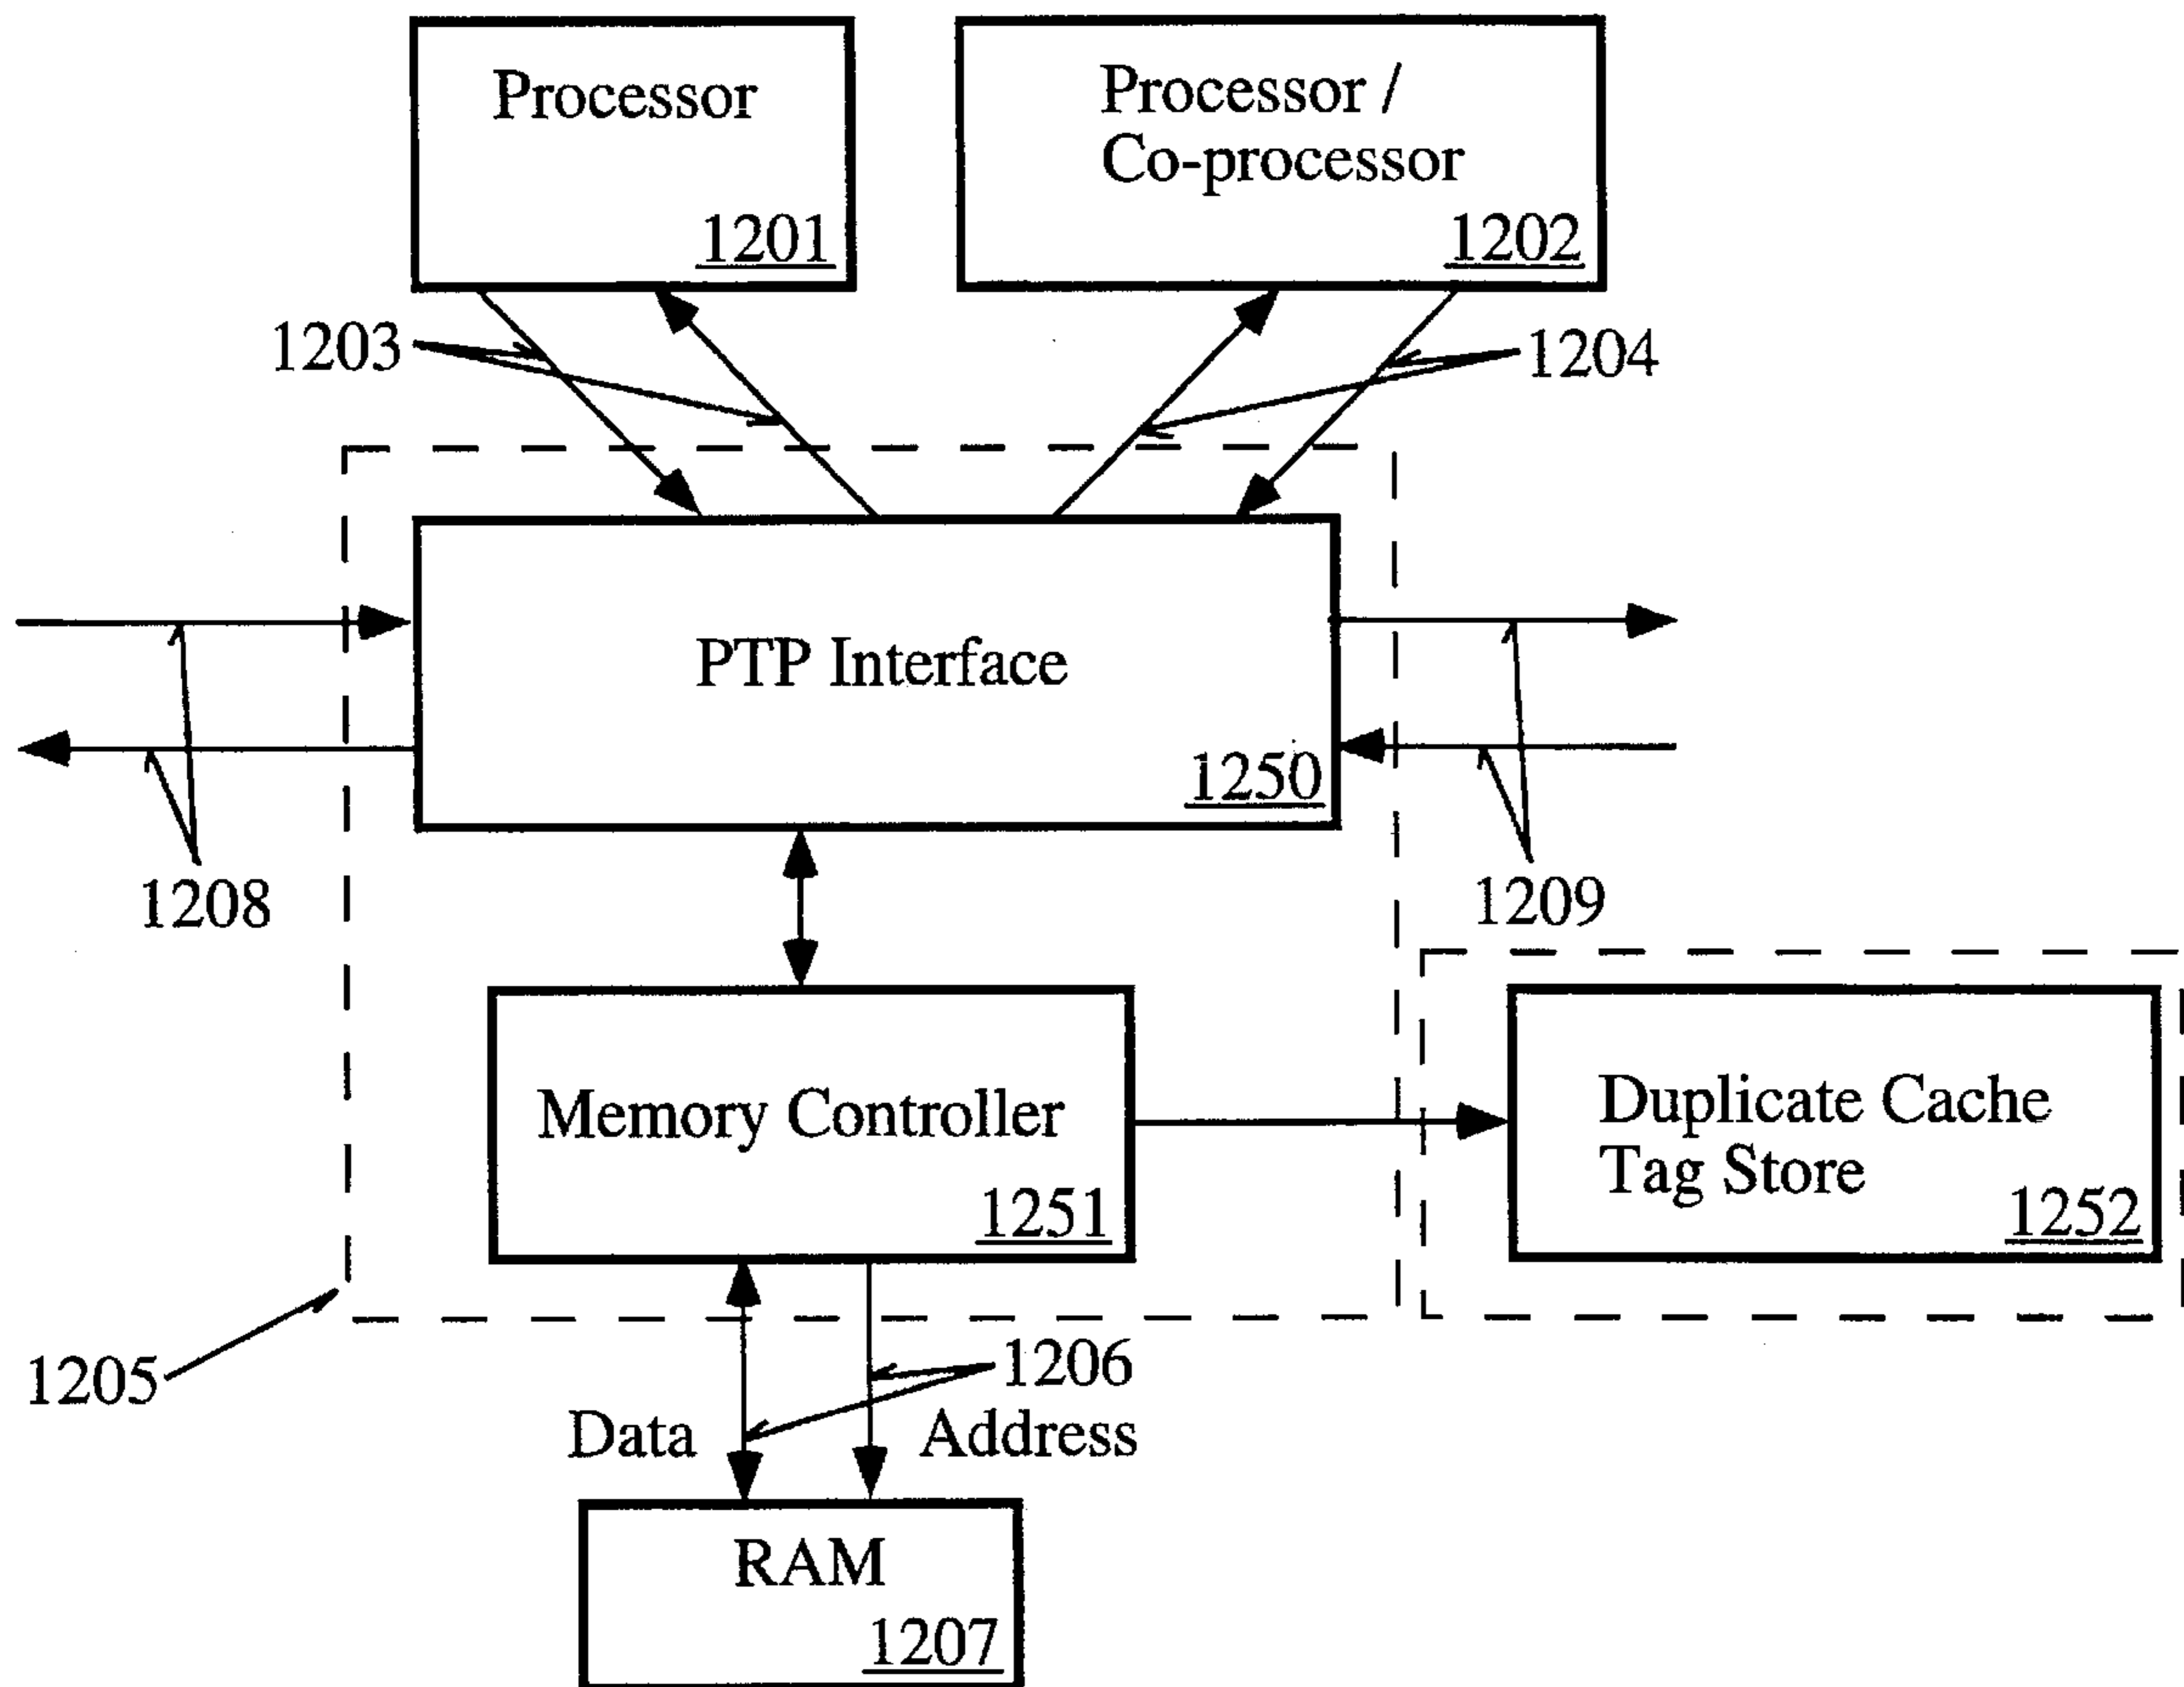 Processor
1201
Processor /
Co-processor
1202
1203
1204
PTP Interface
1250
1208
1209
Memory Controller
1251
Duplicate Cache
Tag Store
1252
1205
1206
Data
Address
RAM
1207